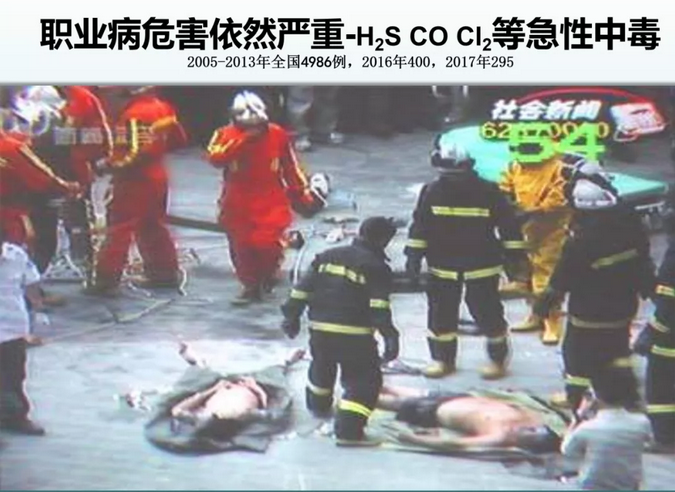 职业病危害依然严重-H₂S CO Cl₂等急性中毒
2005-2013年全国4986例，2016年400，2017年295
社会新闻